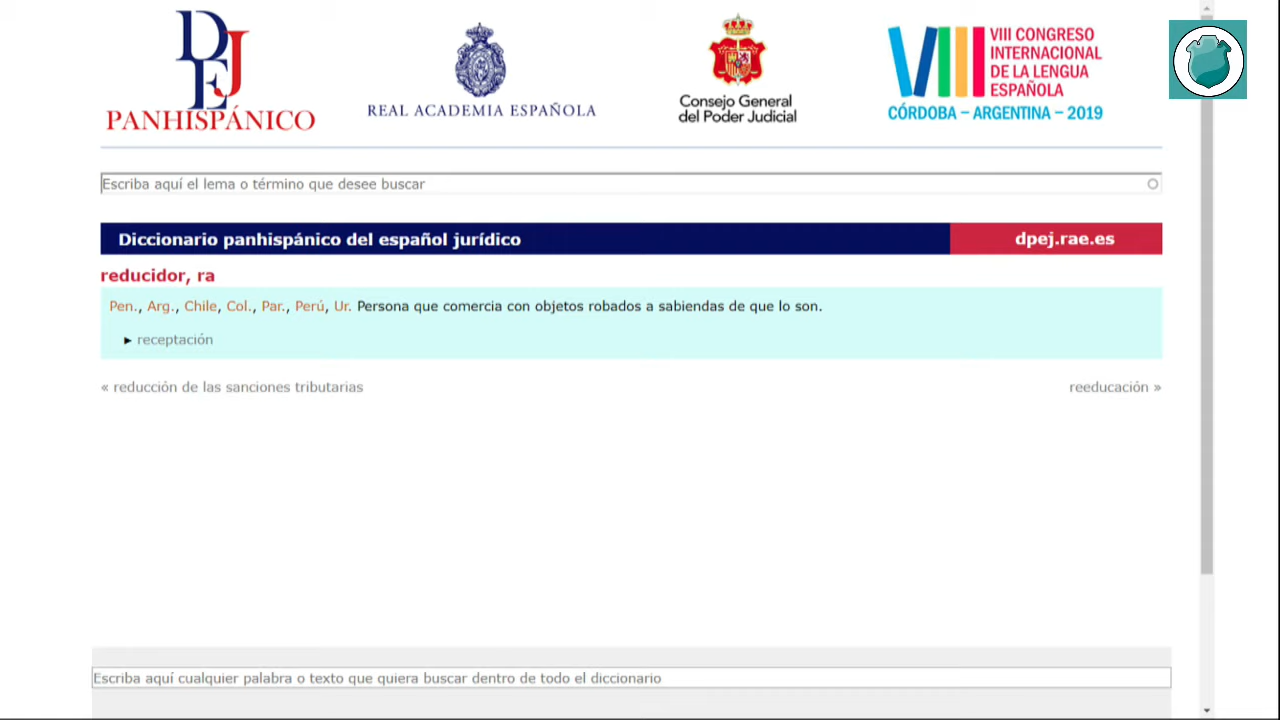 DEJ
PANHISPÁNICO
REAL ACADEMIA ESPAÑOLA
Consejo General
del Poder Judicial
VIII CONGRESO
INTERNACIONAL
DE LA LENGUA
ESPAÑOLA
CÓRDOBA – ARGENTINA – 2019
Escriba aquí el lema o término que desee buscar
Diccionario panhispánico del español jurídico
dpej.rae.es
reducidor, ra
Pen., Arg., Chile, Col., Par., Perú, Ur. Persona que comercia con objetos robados a sabiendas de que lo son.
► receptación
« reducción de las sanciones tributarias
reeducación »
Escriba aquí cualquier palabra o texto que quiera buscar dentro de todo el diccionario